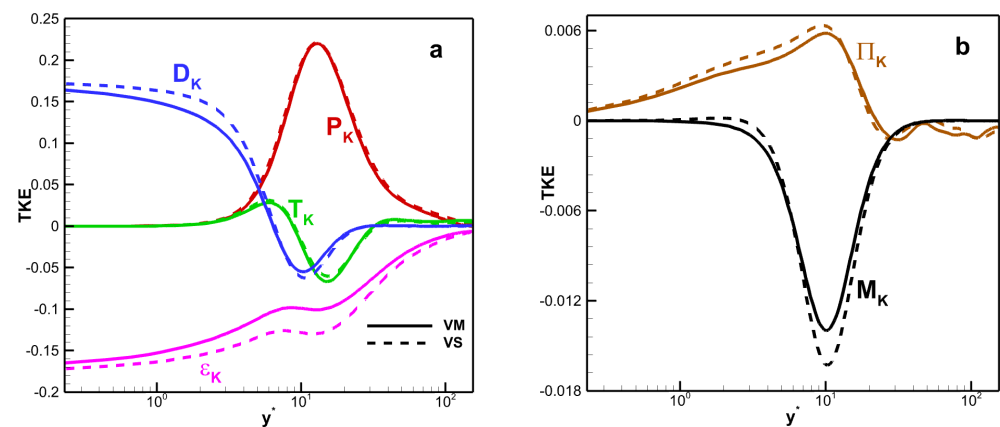 0.25
0.2
0.15
0.1
0.05
0
-0.05
-0.1
-0.15
-0.2
TKE
a
D_K
P_K
T_K
ε_K
VM
VS
10^0
10^1
10^2
y^*
0.006
0
-0.006
-0.012
-0.018
TKE
b
Π_K
M_K
10^0
10^1
10^2
y^*